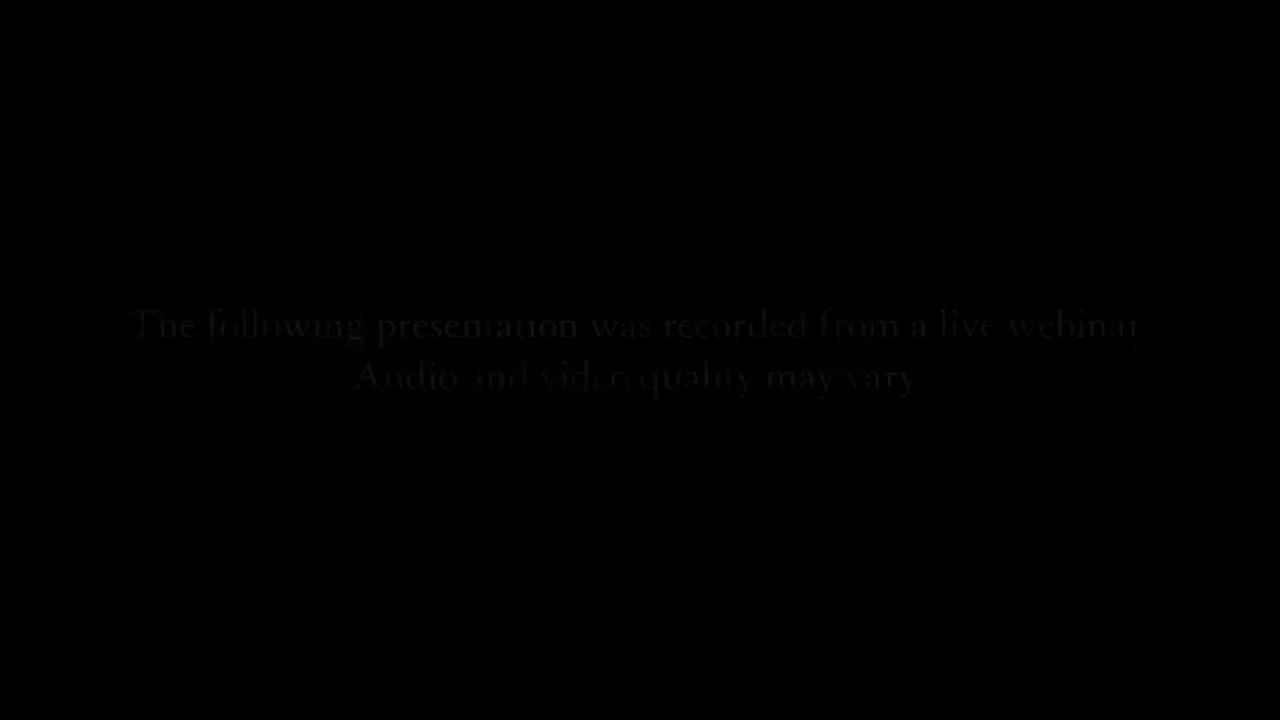 The following presentation was recorded from a live webinar
Audio and video quality may vary.